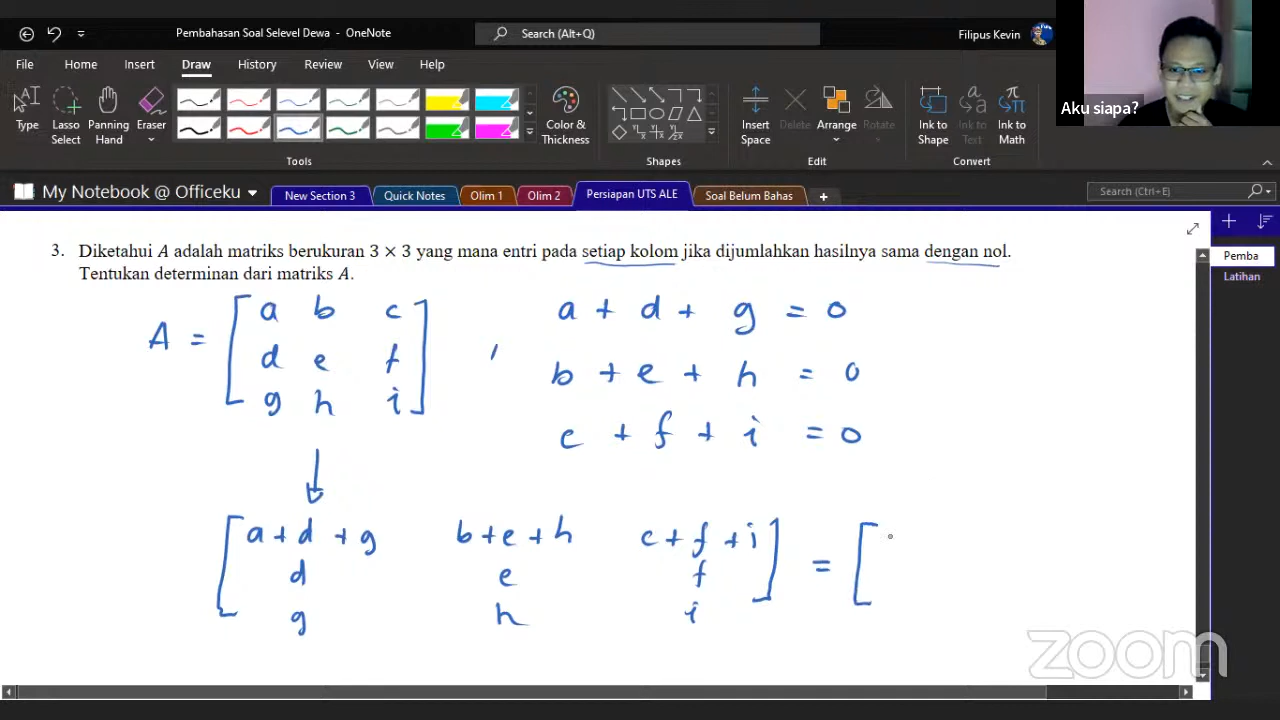 Pembahasan Soal Selevel Dewa - OneNote
Search (Alt+Q)
Filipus Kevin
Aku siapa?
File Home Insert Draw History Review View Help
Type
Lasso Select
Panning Hand
Eraser
Color & Thickness
Insert Space
Delete
Arrange
Rotate
Ink to Shape
Ink to Text
Ink to Math
Tools Shapes Edit Convert
My Notebook @ Officeku
New Section 3 Quick Notes Olim 1 Olim 2 Persiapan UTS ALE Soal Belum Bahas +
Search (Ctrl+E)
Pemba
Latihan
3. Diketahui A adalah matriks berukuran 3 × 3 yang mana entri pada setiap kolom jika dijumlahkan hasilnya sama dengan nol.
Tentukan determinan dari matriks A.
a b c a + d + g = 0
A = [ d e f ] ,
b + e + h = 0
g h i
c + f + i = 0
↓
a+d+g b+e+h c+f+i
d e f = [
g h i
zoom